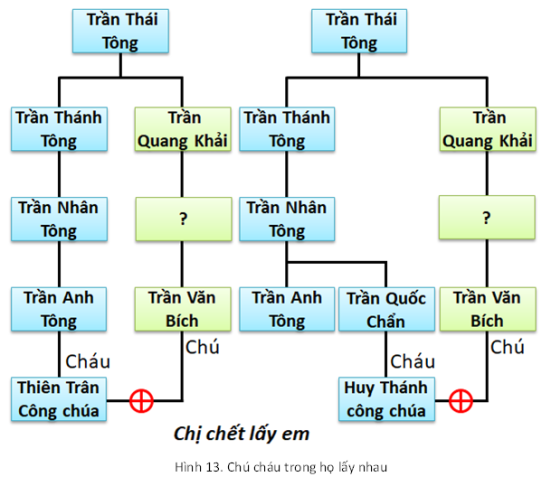 Trần Thái
Tông
Trần Thái
Tông
Trần Thánh
Tông
Trần
Quang Khải
Trần Thánh
Tông
Trần
Quang Khải
Trần Nhân
Tông
?
Trần Nhân
Tông
?
Trần Anh
Tông
Trần Văn
Bích
Trần Anh
Tông
Trần Quốc
Chẩn
Trần Văn
Bích
Cháu
Chú
Cháu
Chú
Thiên Trân
Công chúa
Huy Thánh
công chúa
Chị chết lấy em
Hình 13. Chú cháu trong họ lấy nhau